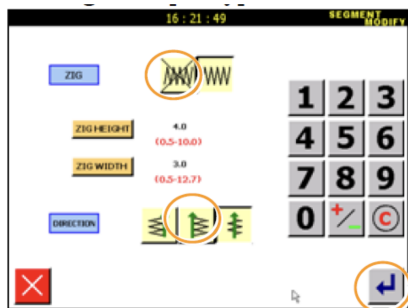 16 : 21 : 49
SEGMENT
MODIFY
ZIG
ZIG HEIGHT
4.0
(0.5-10.0)
ZIG WIDTH
3.0
(0.5-12.7)
DIRECTION
1 2 3
4 5 6
7 8 9
0 +/- C